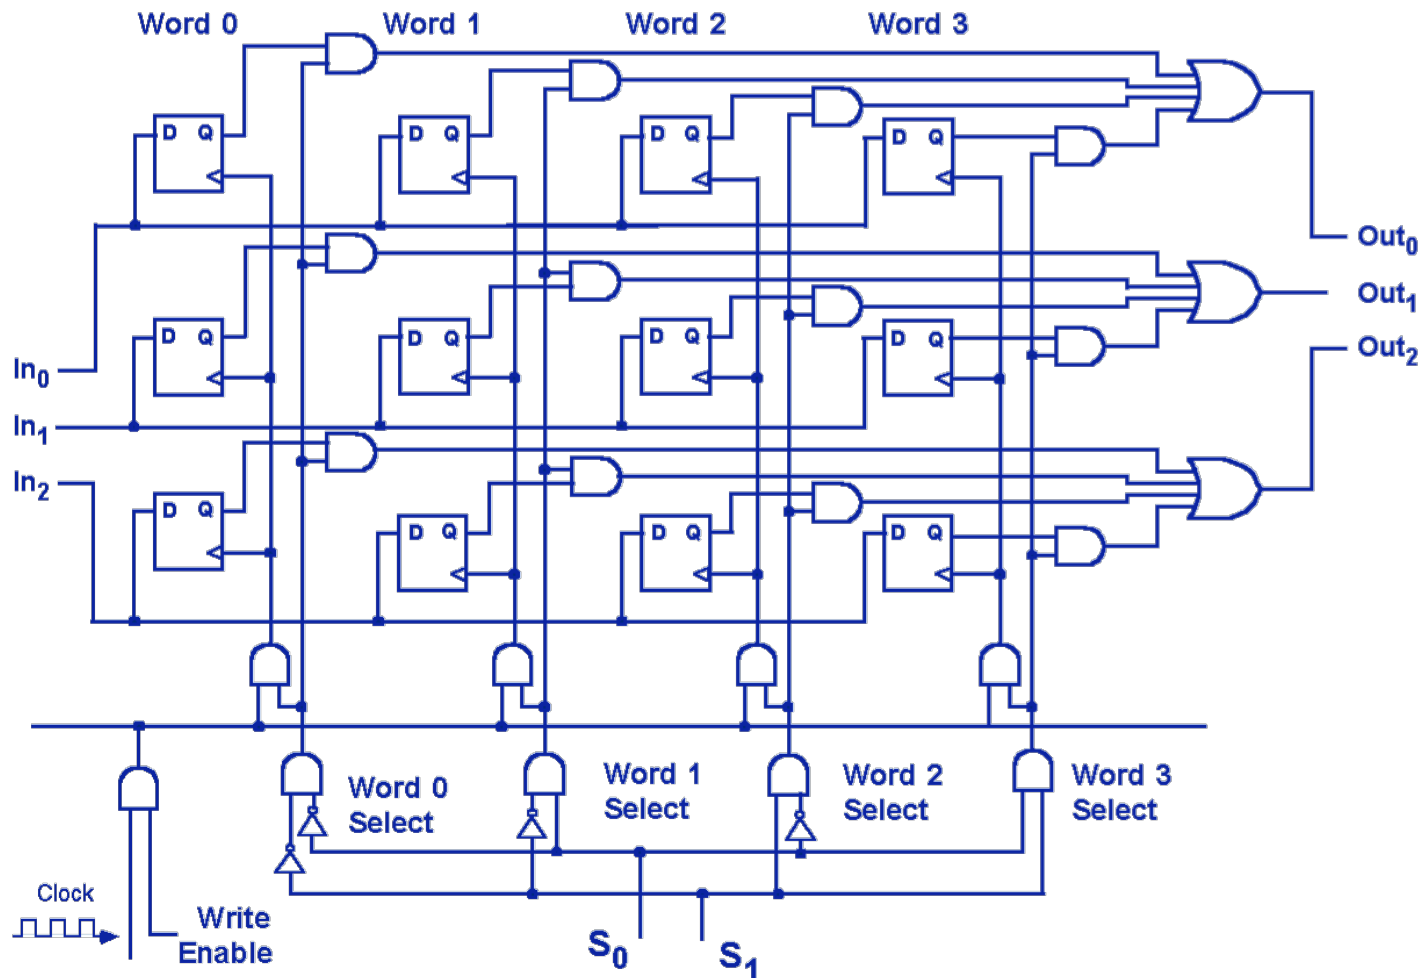 Word 0 Word 1 Word 2 Word 3
D Q D Q D Q D Q
Out0
D Q D Q D Q D Q
Out1
Out2
In0
In1
In2
D Q D Q D Q D Q
Word 0 Select
Word 1 Select
Word 2 Select
Word 3 Select
Clock
Write
Enable
S0 S1